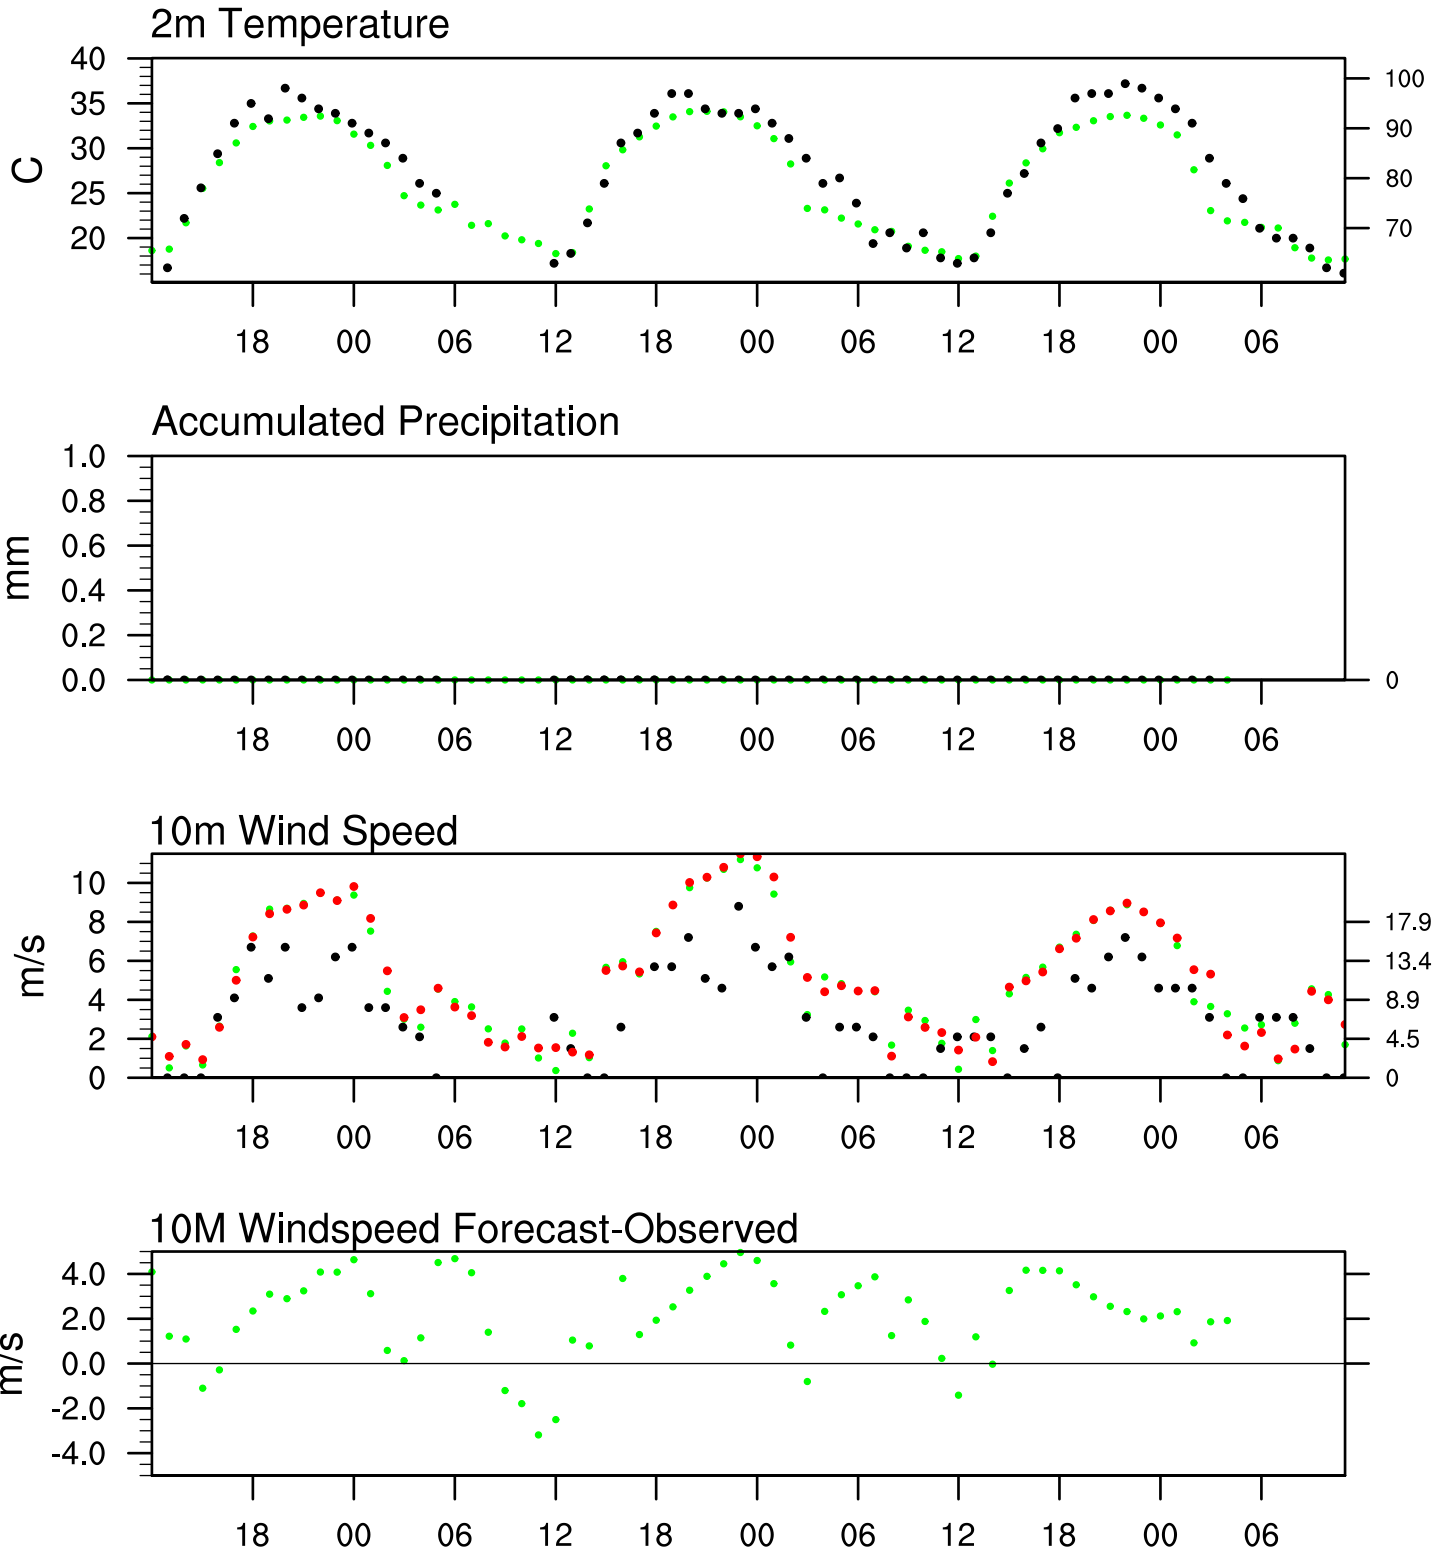 2m Temperature
40
35
30
25
20
C
100
90
80
70
18 00 06 12 18 00 06 12 18 00 06
Accumulated Precipitation
1.0
0.8
0.6
0.4
0.2
0.0
mm
0
18 00 06 12 18 00 06 12 18 00 06
10m Wind Speed
10
8
6
4
2
0
m/s
17.9
13.4
8.9
4.5
0
18 00 06 12 18 00 06 12 18 00 06
10M Windspeed Forecast-Observed
4.0
2.0
0.0
-2.0
-4.0
m/s
18 00 06 12 18 00 06 12 18 00 06